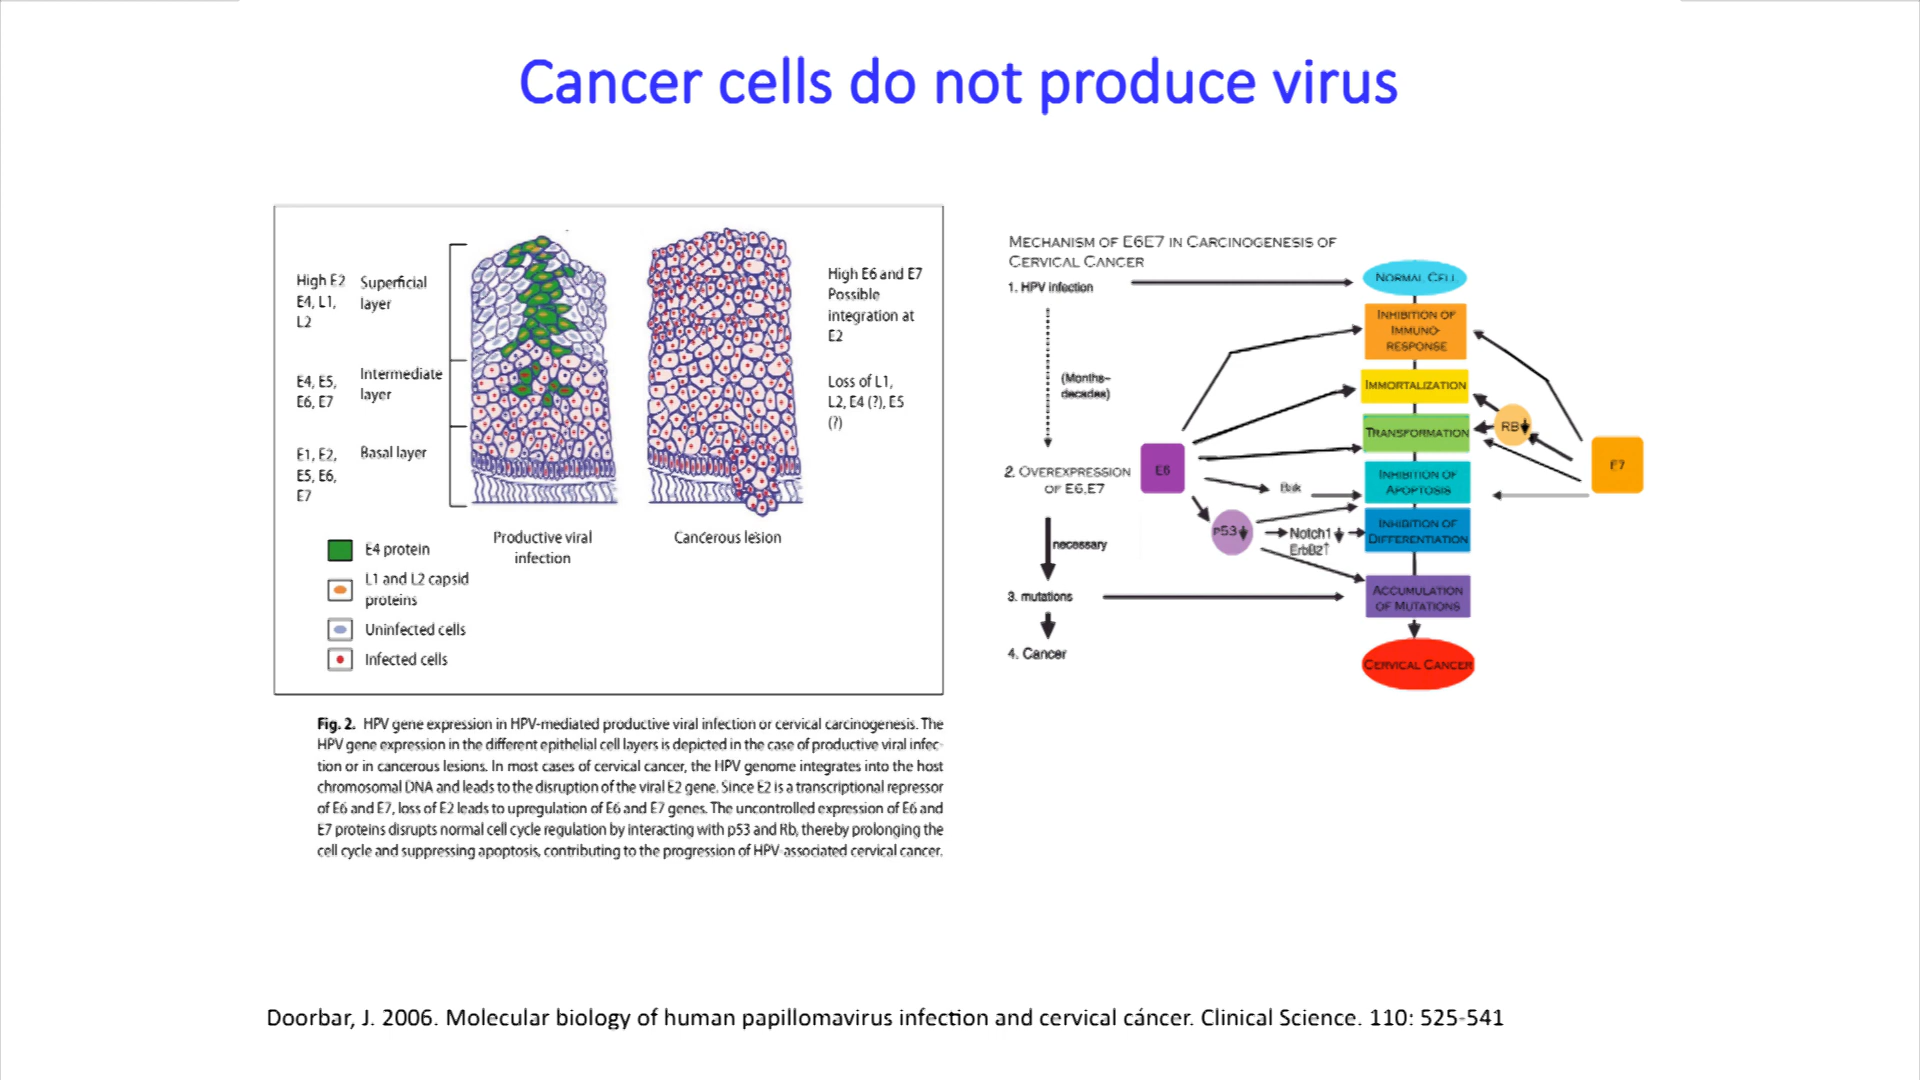 Cancer cells do not produce virus
High E2
E4, L1,
L2
Superficial
layer
E4, E5,
E6, E7
Intermediate
layer
E1, E2,
E5, E6,
E7
Basal layer
High E6 and E7
Possible
integration at
E2
Loss of L1,
L2, E4 (?), E5
(?)
Productive viral
infection
Cancerous lesion
E4 protein
L1 and L2 capsid
proteins
Uninfected cells
Infected cells
Fig. 2. HPV gene expression in HPV-mediated productive viral infection or cervical carcinogenesis. The
HPV gene expression in the different epithelial cell layers is depicted in the case of productive viral infec-
tion or in cancerous lesions. In most cases of cervical cancer, the HPV genome integrates into the host
chromosomal DNA and leads to the disruption of the viral E2 gene. Since E2 is a transcriptional repressor
of E6 and E7, loss of E2 leads to upregulation of E6 and E7 genes. The uncontrolled expression of E6 and
E7 proteins disrupts normal cell cycle regulation by interacting with p53 and Rb, thereby prolonging the
cell cycle and suppressing apoptosis, contributing to the progression of HPV-associated cervical cancer.
MECHANISM OF E6E7 IN CARCINOGENESIS OF
CERVICAL CANCER
1. HPV infection
(Months-
decades)
2. OVEREXPRESSION
OF E6,E7
necessary
3. mutations
4. Cancer
E6
Bak
p53
Notch1
ErbB2↑
NORMAL CELL
INHIBITION OF
IMMUNO-
RESPONSE
IMMORTALIZATION
TRANSFORMATION
INHIBITION OF
APOPTOSIS
INHIBITION OF
DIFFERENTIATION
ACCUMULATION
OF MUTATIONS
CERVICAL CANCER
RB
E7
Doorbar, J. 2006. Molecular biology of human papillomavirus infection and cervical cáncer. Clinical Science. 110: 525-541